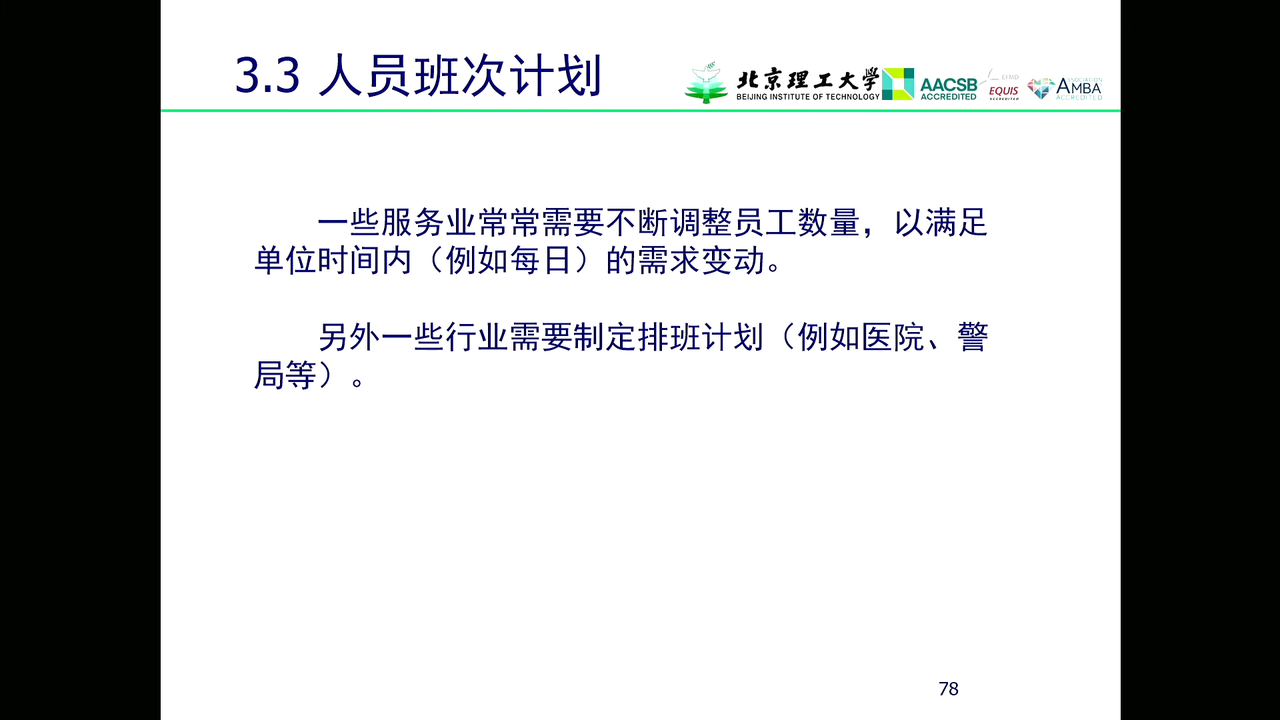 3.3 人员班次计划
北京理工大学
BEIJING INSTITUTE OF TECHNOLOGY
AACSB
ACCREDITED
EFMD
EQUIS
ACCREDITED
ASSOCIATION
AMBA
ACCREDITED
一些服务业常常需要不断调整员工数量，以满足
单位时间内（例如每日）的需求变动。
另外一些行业需要制定排班计划（例如医院、警
局等）。
78